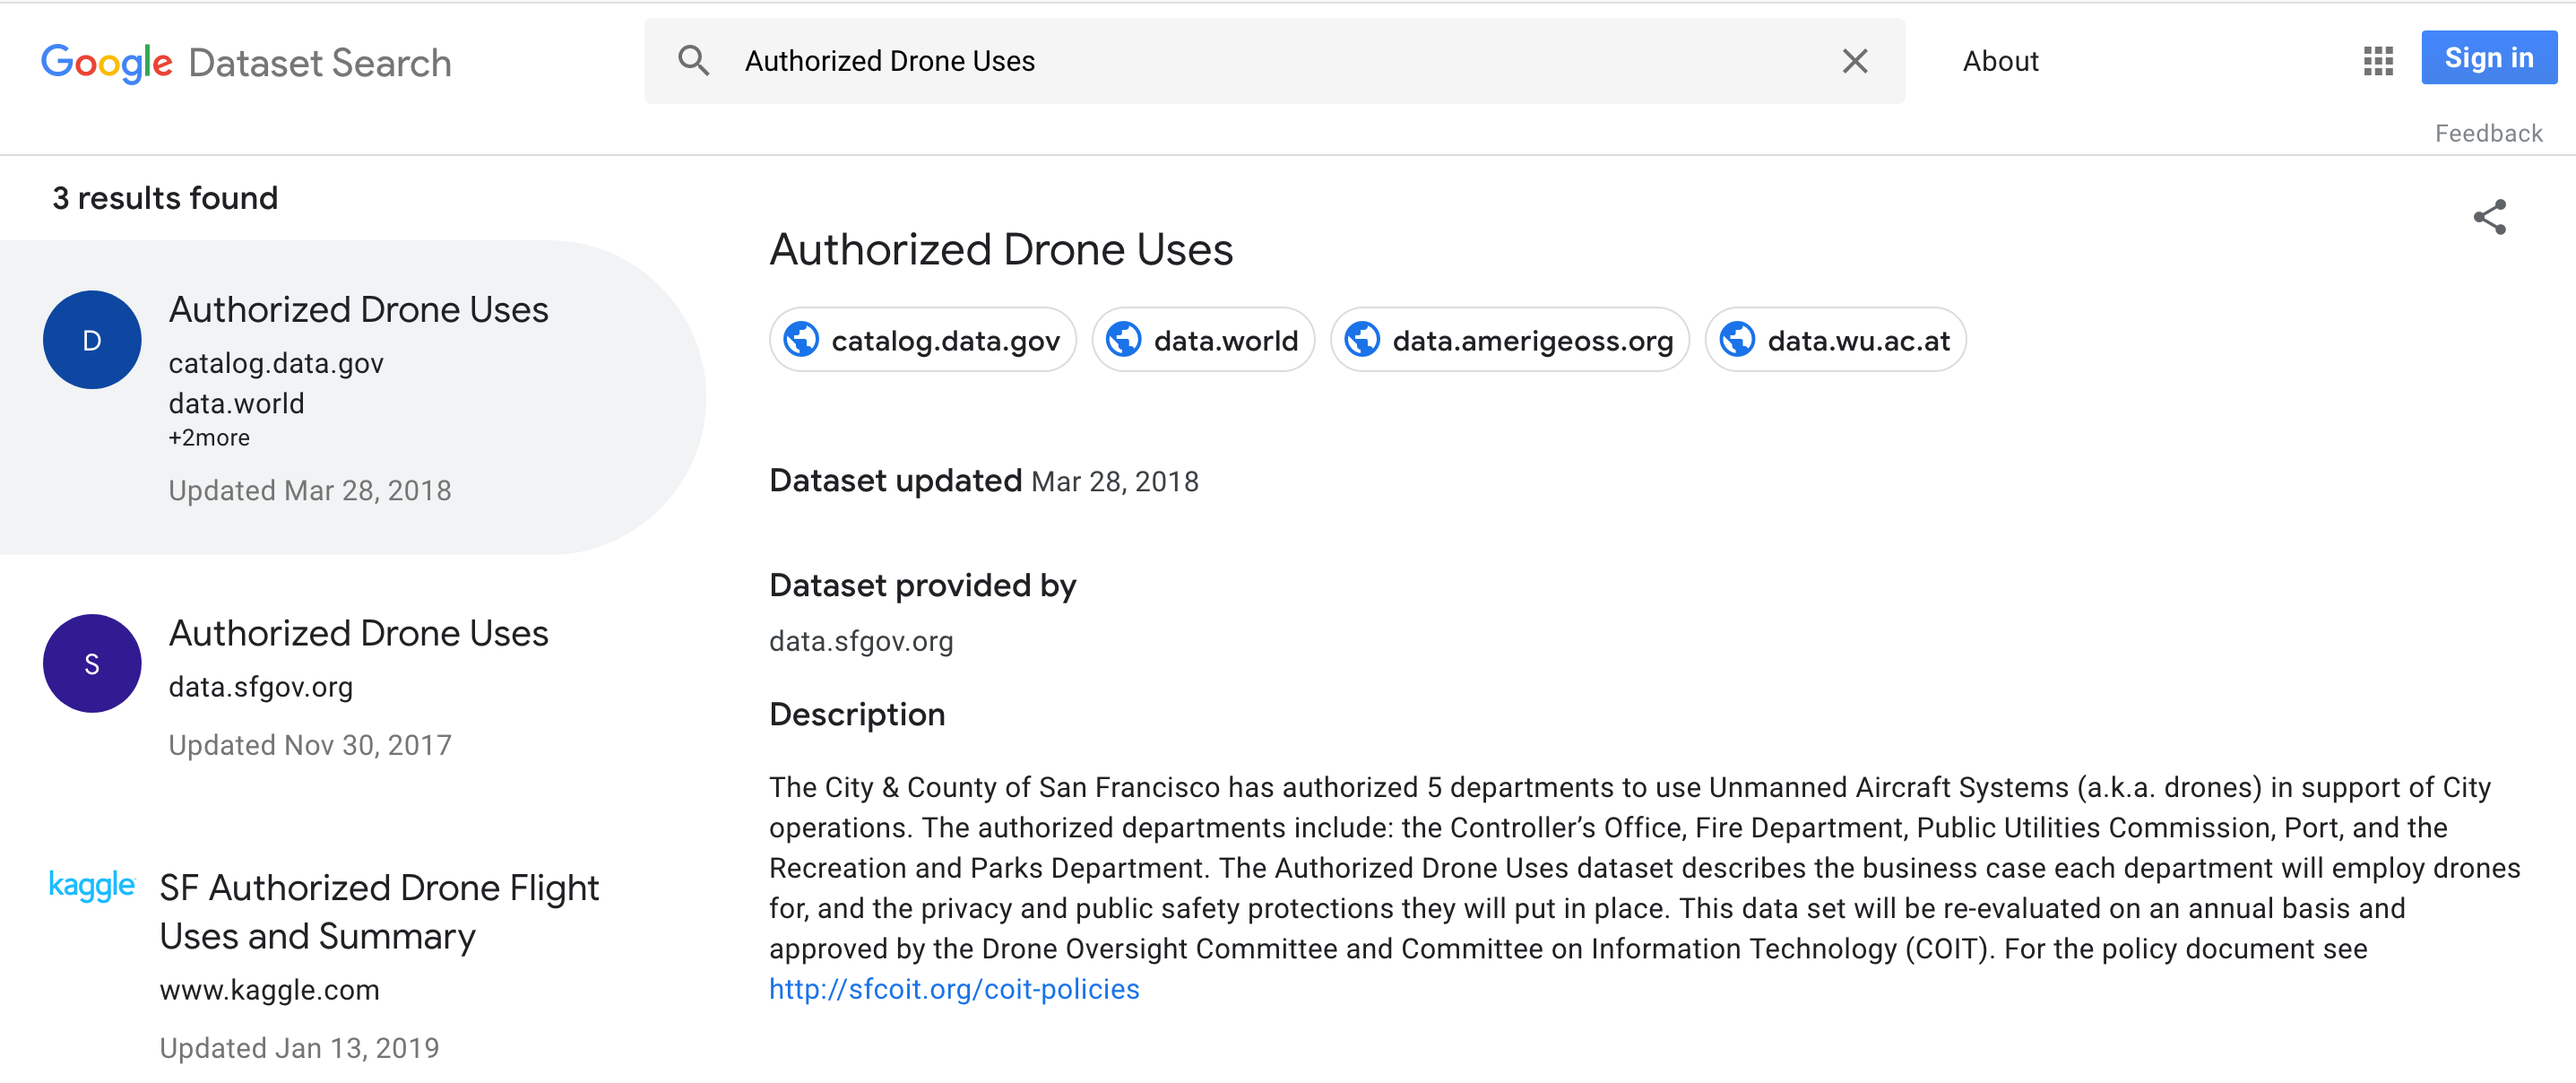 Google Dataset Search
Authorized Drone Uses
About
Sign in
Feedback
3 results found
D
Authorized Drone Uses
catalog.data.gov
data.world
+2more
Updated Mar 28, 2018
S
Authorized Drone Uses
data.sfgov.org
Updated Nov 30, 2017
kaggle
SF Authorized Drone Flight
Uses and Summary
www.kaggle.com
Updated Jan 13, 2019
Authorized Drone Uses
catalog.data.gov data.world data.amerigeoss.org data.wu.ac.at
Dataset updated Mar 28, 2018
Dataset provided by
data.sfgov.org
Description
The City & County of San Francisco has authorized 5 departments to use Unmanned Aircraft Systems (a.k.a. drones) in support of City
operations. The authorized departments include: the Controller’s Office, Fire Department, Public Utilities Commission, Port, and the
Recreation and Parks Department. The Authorized Drone Uses dataset describes the business case each department will employ drones
for, and the privacy and public safety protections they will put in place. This data set will be re-evaluated on an annual basis and
approved by the Drone Oversight Committee and Committee on Information Technology (COIT). For the policy document see
http://sfcoit.org/coit-policies